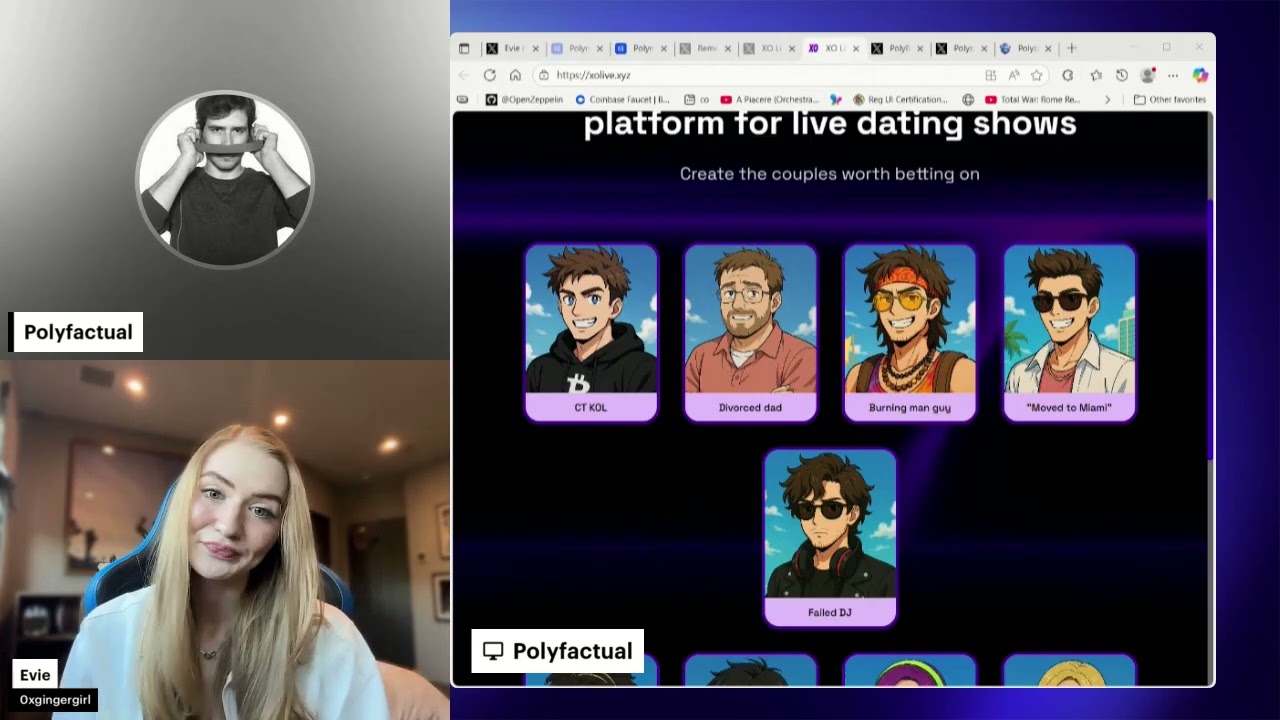 Polyfactual
Evie
0xgingergirl
Evie
https://xolive.xyz
@OpenZeppelin
Coinbase Faucet | B...
co
A Piacere (Orchestra...
Reg UI Certification...
Total War: Rome Re...
Other favorites
platform for live dating shows
Create the couples worth betting on
CT KOL
Divorced dad
Burning man guy
"Moved to Miami"
Failed DJ
Polyfactual